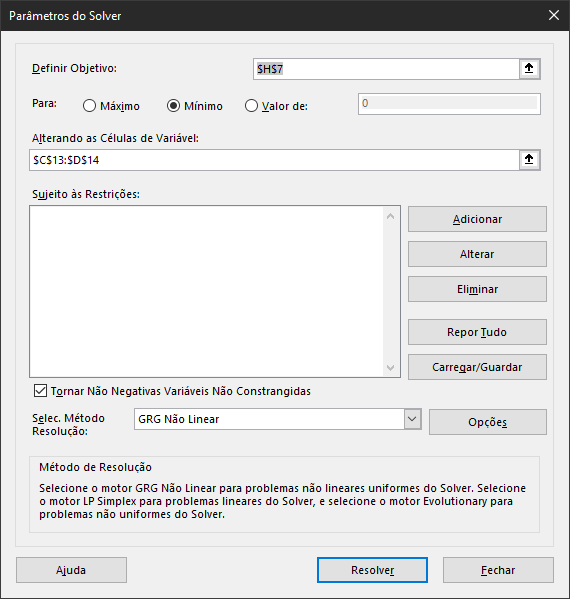 Parâmetros do Solver
Definir Objetivo:
$H$7
Para:
Máximo
Mínimo
Valor de:
0
Alterando as Células de Variável:
$C$13:$D$14
Sujeito às Restrições:
Adicionar
Alterar
Eliminar
Repor Tudo
Carregar/Guardar
Tornar Não Negativas Variáveis Não Constrangidas
Selec. Método
Resolução:
GRG Não Linear
Opções
Método de Resolução
Selecione o motor GRG Não Linear para problemas não lineares uniformes do Solver. Selecione
o motor LP Simplex para problemas lineares do Solver, e selecione o motor Evolutionary para
problemas não uniformes do Solver.
Ajuda
Resolver
Fechar